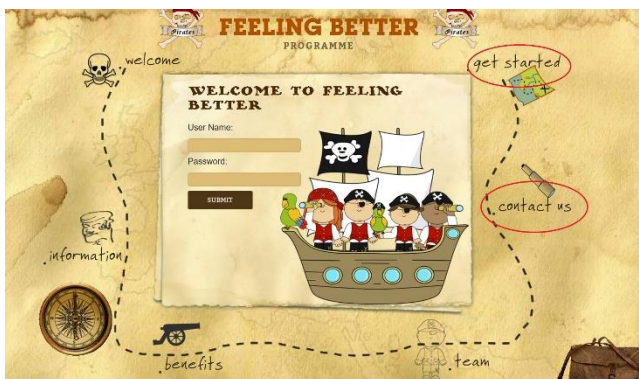 Pirates
FEELING BETTER
Pirates
PROGRAMME
welcome
get started
WELCOME TO FEELING
BETTER
User Name:
Password:
SUBMIT
contact us
information
benefits
team